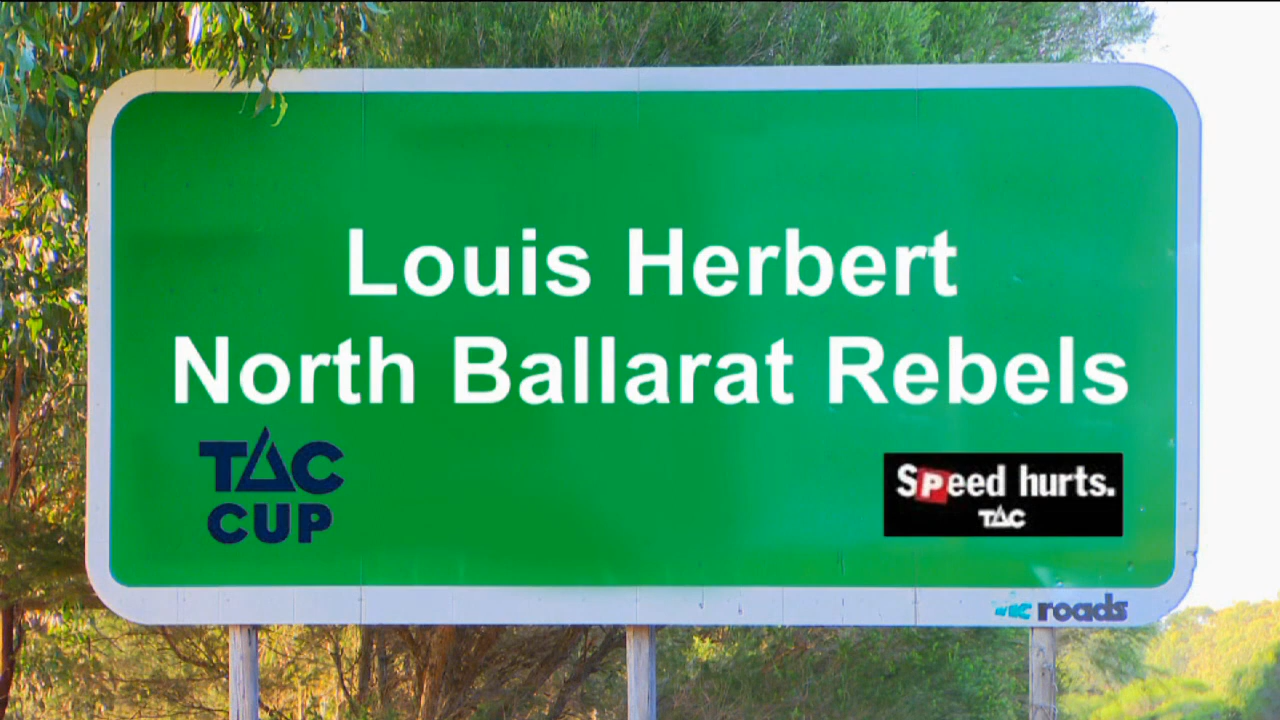 Louis Herbert
North Ballarat Rebels
TAC
CUP
Speed hurts.
TAC
vic roads